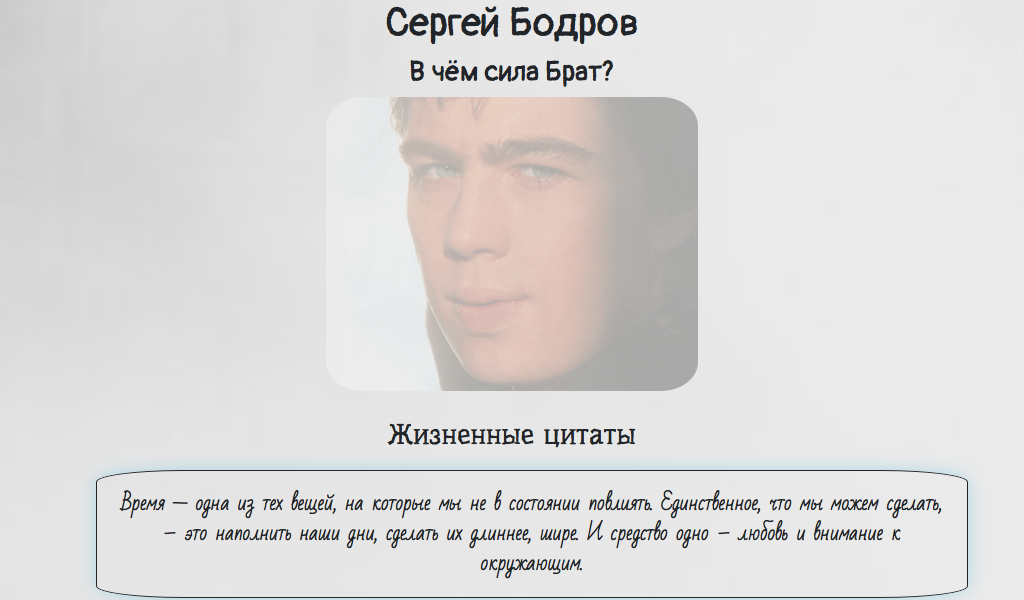 Сергей Бодров
В чём сила Брат?
Жизненные цитаты
Время — одна из тех вещей, на которые мы не в состоянии повлиять. Единственное, что мы можем сделать,
— это наполнить наши дни, сделать их длиннее, шире. И средство одно — любовь и внимание к
окружающим.